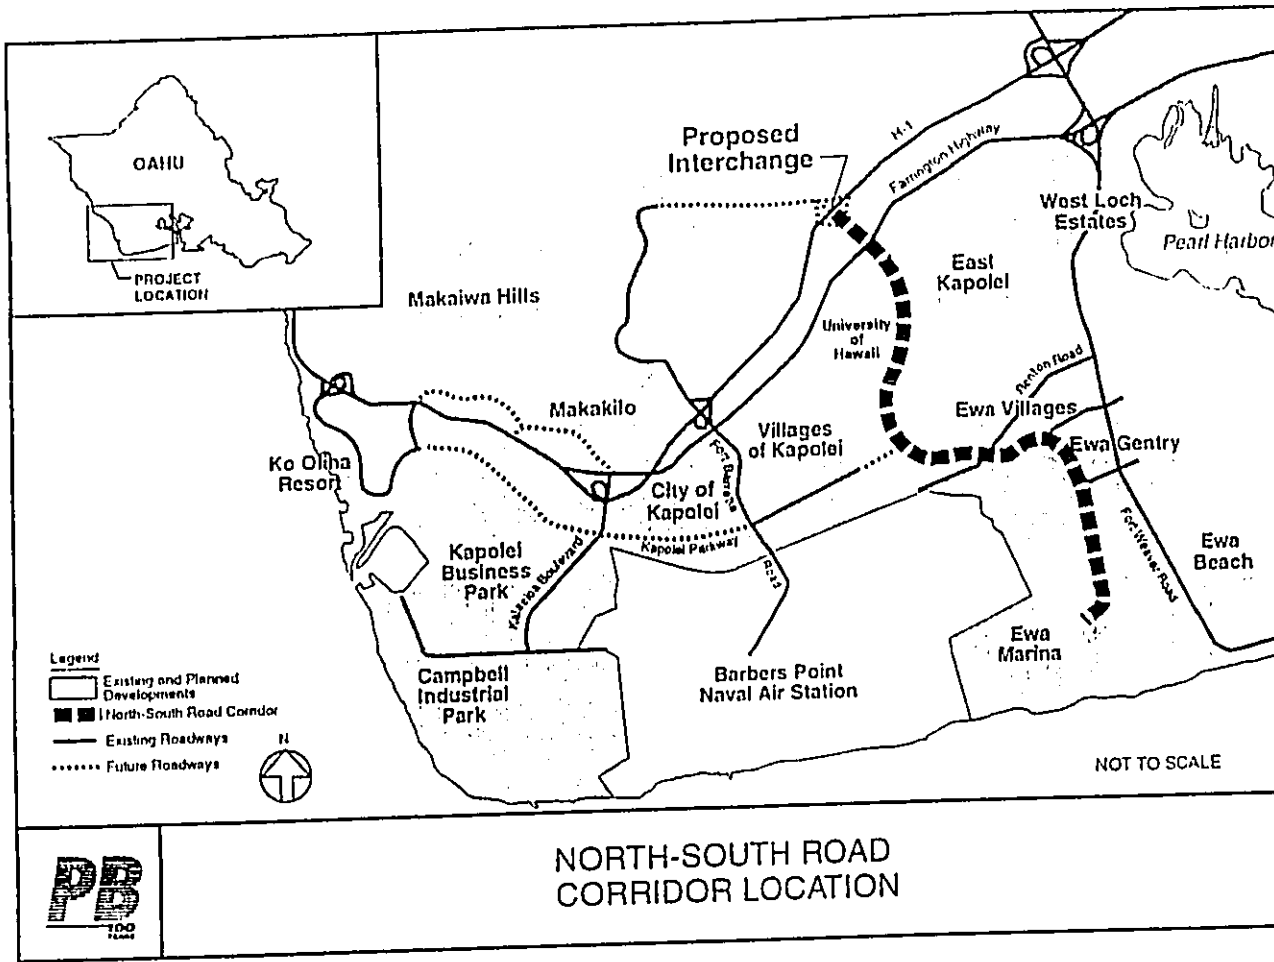 OAHU
PROJECT
LOCATION
Proposed
Interchange
H-1
Farrington Highway
West Loch
Estates
Pearl Harbor
Makaiwa Hills
East
Kapolei
University
of
Hawaii
Renton Road
Makakilo
Ewa Villages
Villages
of Kapolei
Ewa Gentry
Ko Olina
Resort
Fort Barrette
Road
City of
Kapolei
Kapolei Parkway
Kapolei
Business
Park
Kalaeloa Boulevard
Fort Weaver Road
Ewa
Beach
Ewa
Marina
Campbell
Industrial
Park
Barbers Point
Naval Air Station
Legend
Existing and Planned
Developments
North-South Road Corridor
Existing Roadways
Future Roadways
N
NOT TO SCALE
PB
100
YEARS
NORTH-SOUTH ROAD
CORRIDOR LOCATION